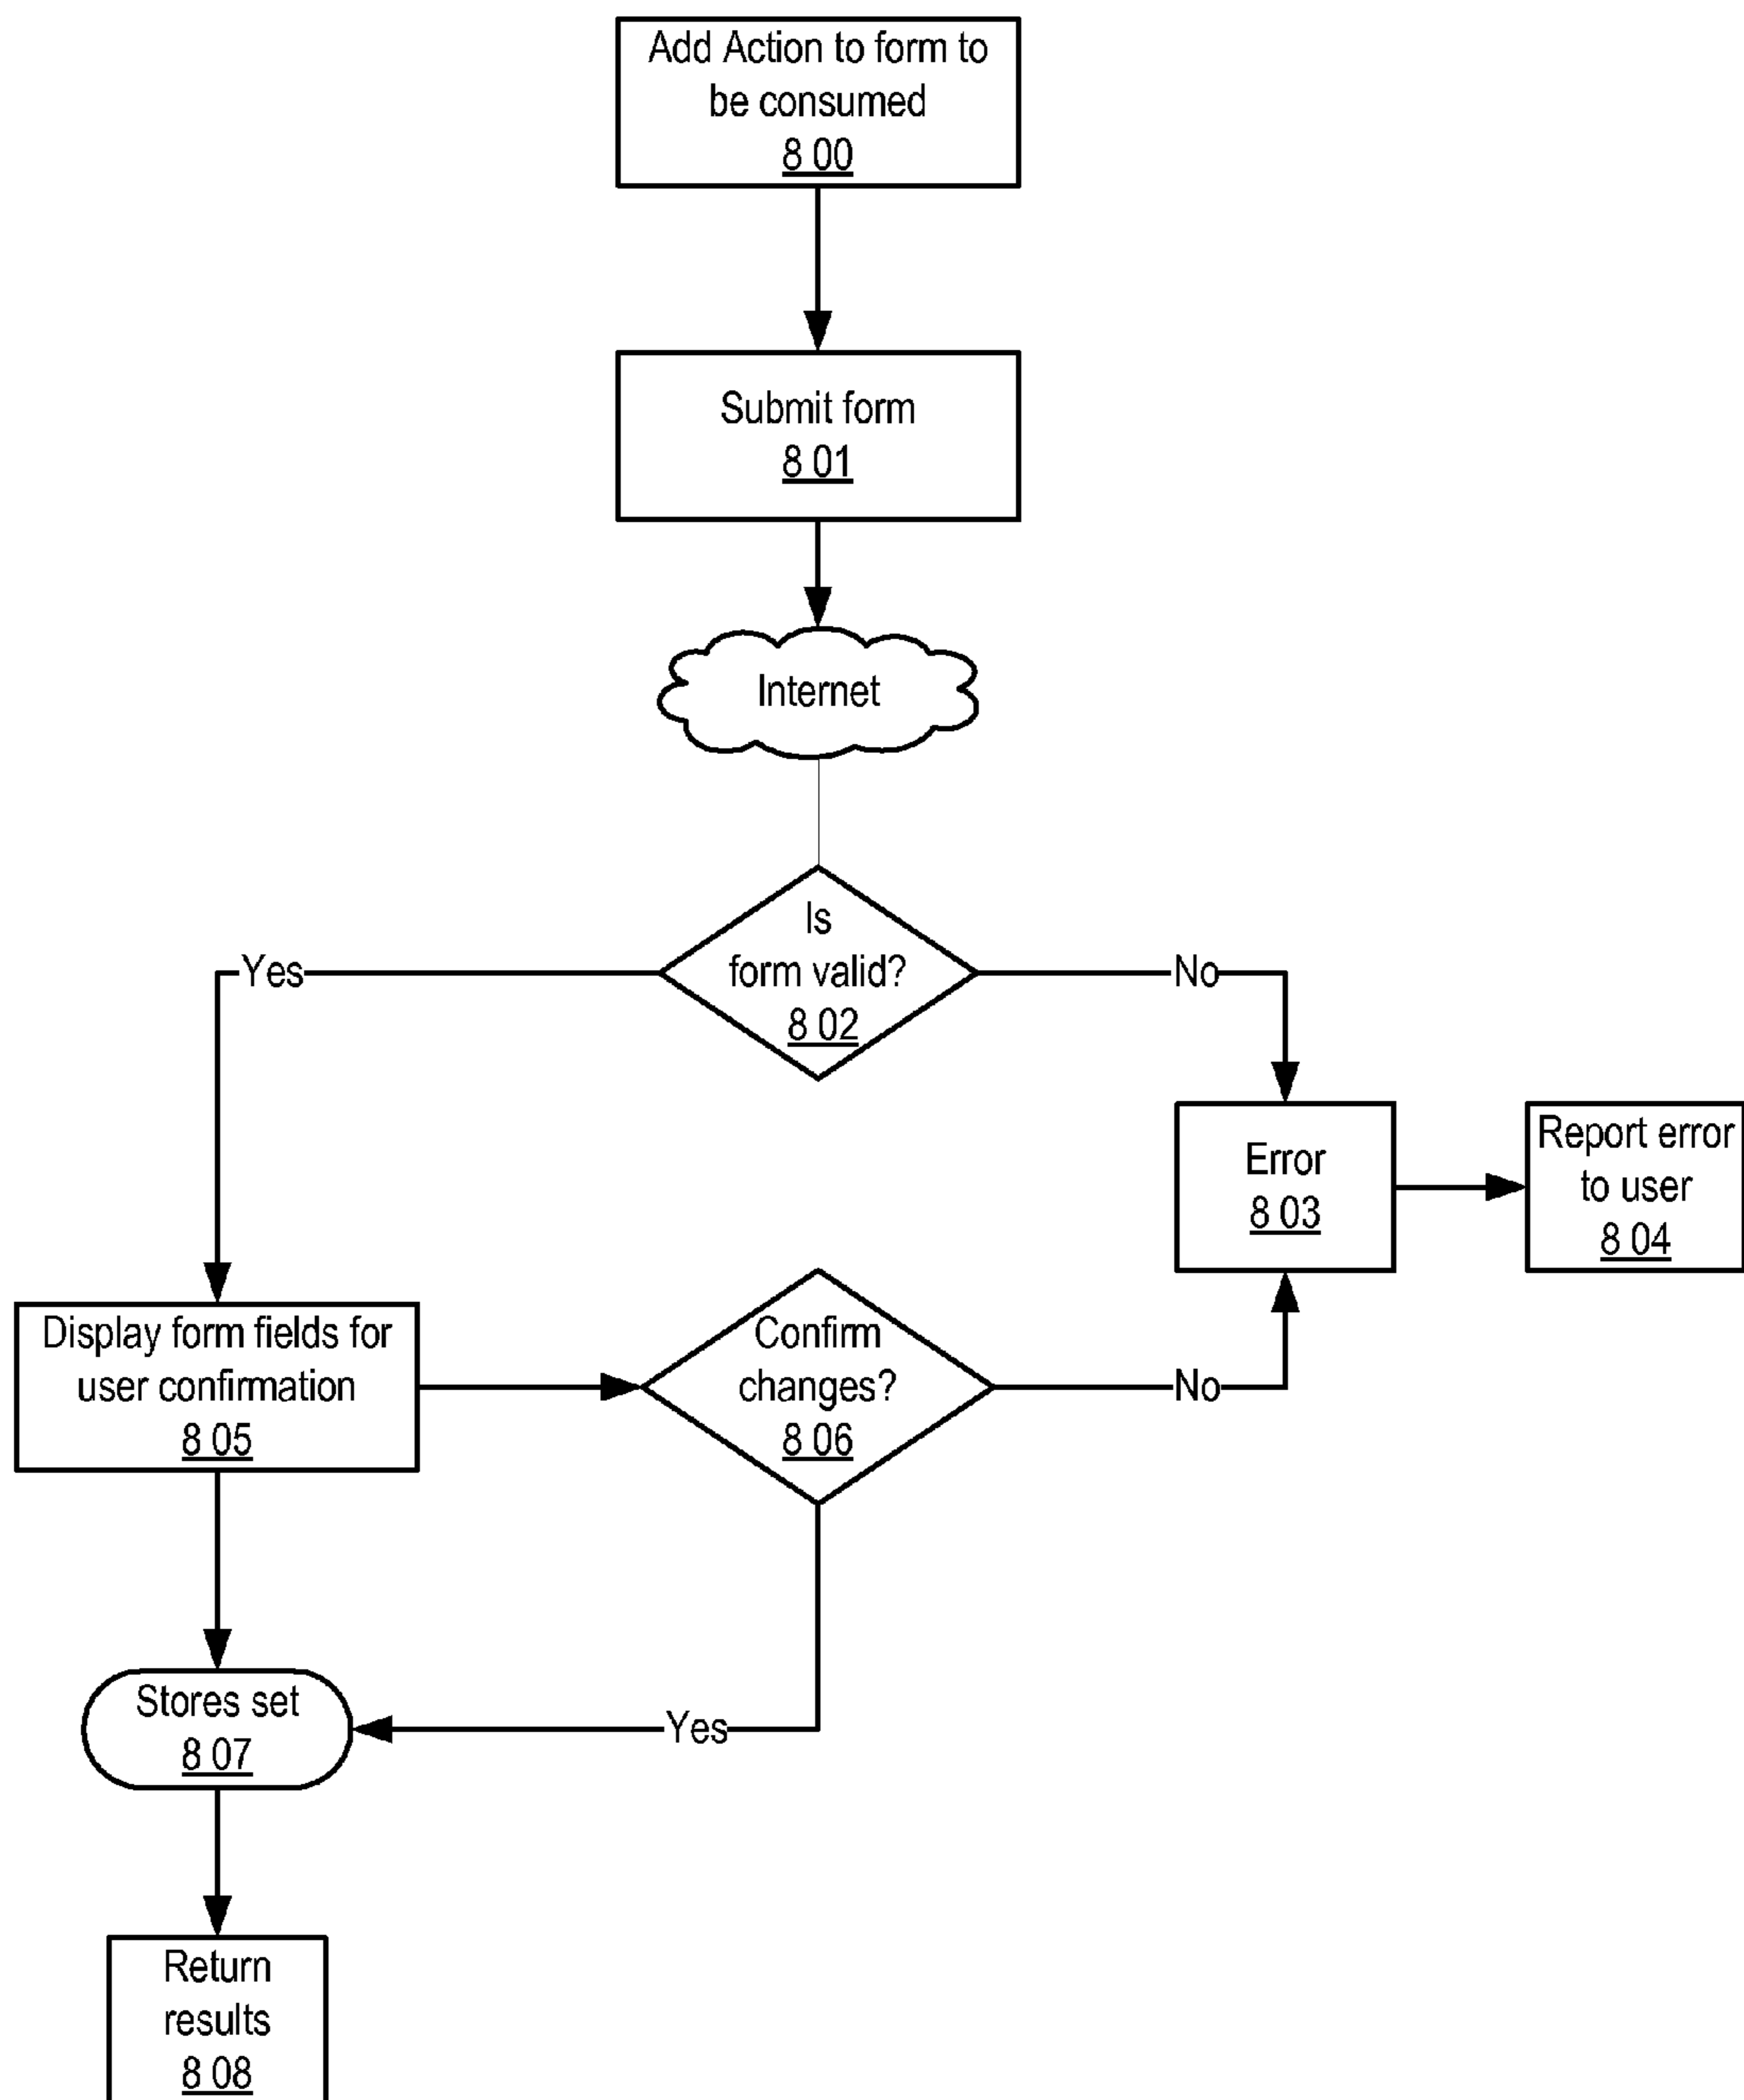 Add Action to form to
be consumed
8 00
Submit form
8 01
Internet
Is
form valid?
8 02
Yes
No
Error
8 03
Report error
to user
8 04
Display form fields for
user confirmation
8 05
Confirm
changes?
8 06
No
Stores set
8 07
Yes
Return
results
8 08